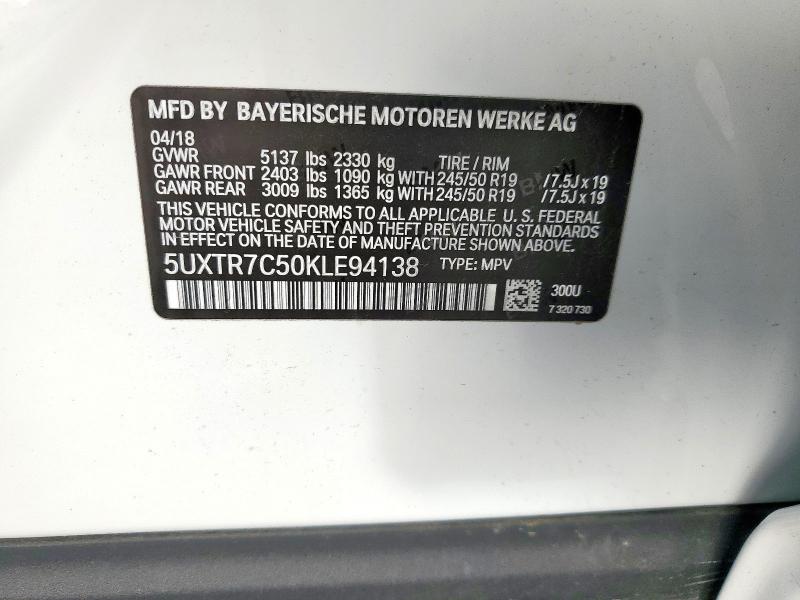 MFD BY BAYERISCHE MOTOREN WERKE AG
04/18
GVWR 5137 lbs 2330 kg TIRE / RIM
GAWR FRONT 2403 lbs 1090 kg WITH 245/50 R19 / 7.5J x 19
GAWR REAR 3009 lbs 1365 kg WITH 245/50 R19 / 7.5J x 19
THIS VEHICLE CONFORMS TO ALL APPLICABLE U. S. FEDERAL
MOTOR VEHICLE SAFETY AND THEFT PREVENTION STANDARDS
IN EFFECT ON THE DATE OF MANUFACTURE SHOWN ABOVE.
5UXTR7C50KLE94138 TYPE: MPV
300U
7 320 730